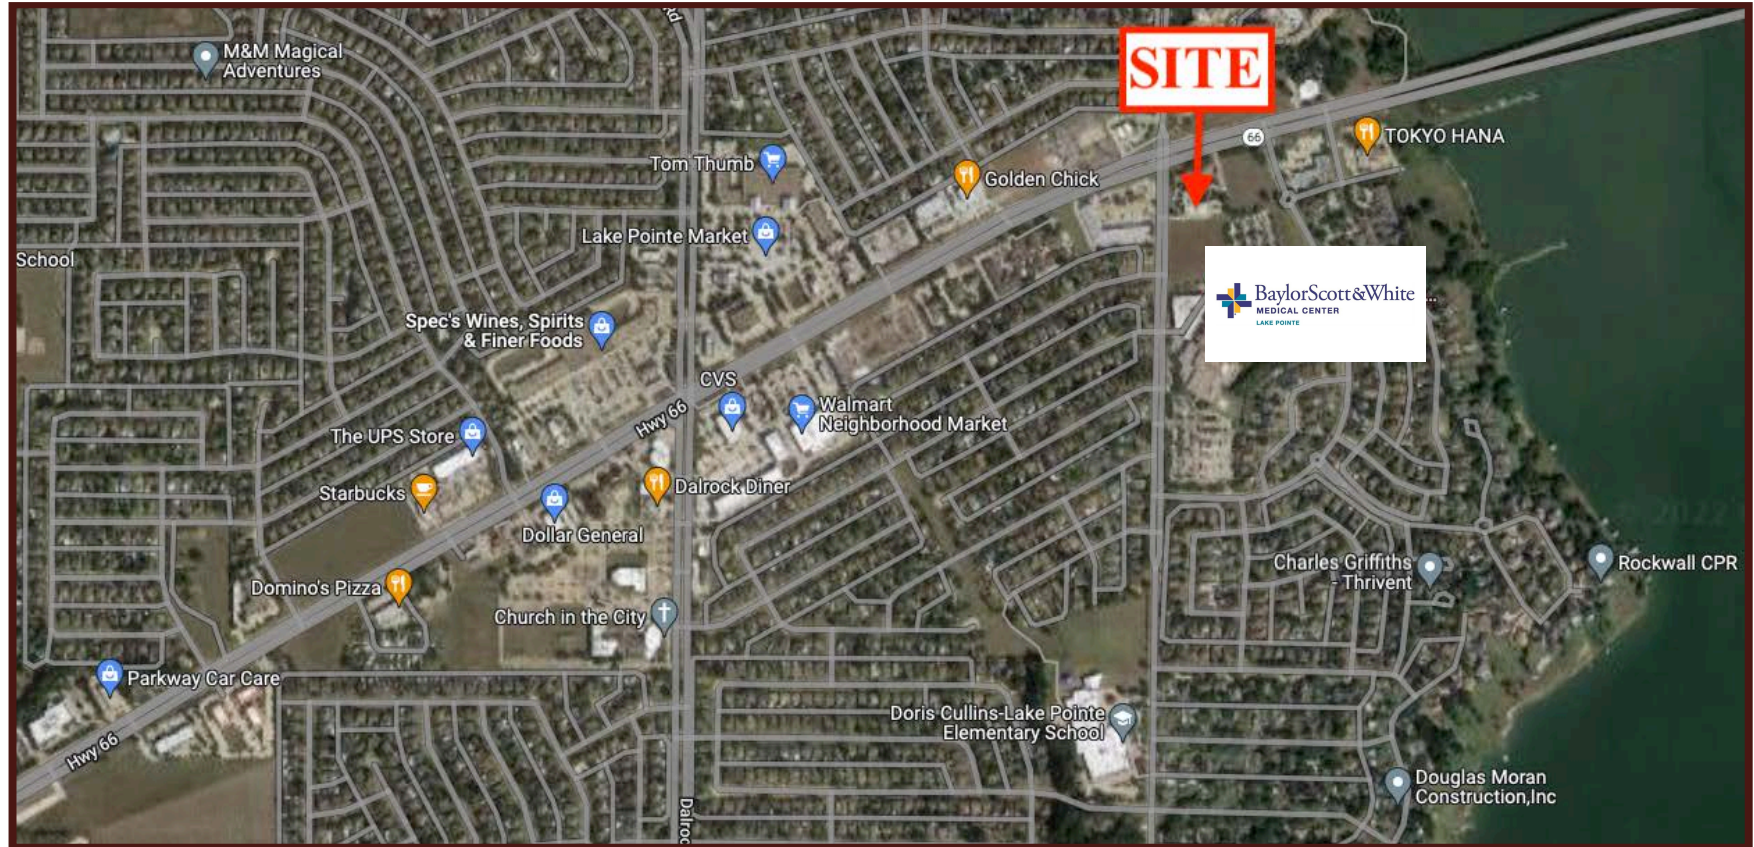 Rd
M&M Magical
Adventures
SITE
66
TOKYO HANA
Tom Thumb
Golden Chick
Lake Pointe Market
School
BaylorScott&White
MEDICAL CENTER
LAKE POINTE
...
Spec's Wines, Spirits
& Finer Foods
CVS
Hwy 66
Walmart
Neighborhood Market
The UPS Store
Starbucks
Dalrock Diner
Dollar General
2022
Charles Griffiths
- Thrivent
Rockwall CPR
Domino's Pizza
Church in the City
Parkway Car Care
Doris Cullins-Lake Pointe
Elementary School
Hwy 66
Dalroc
Douglas Moran
Construction,Inc